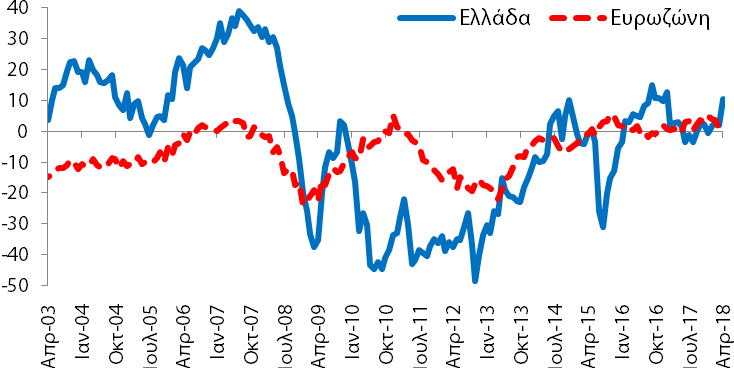 Ελλάδα Ευρωζώνη
40
30
20
10
0
-10
-20
-30
-40
-50
Απρ-03
Ιαν-04
Οκτ-04
Ιουλ-05
Απρ-06
Ιαν-07
Οκτ-07
Ιουλ-08
Απρ-09
Ιαν-10
Οκτ-10
Ιουλ-11
Απρ-12
Ιαν-13
Οκτ-13
Ιουλ-14
Απρ-15
Ιαν-16
Οκτ-16
Ιουλ-17
Απρ-18